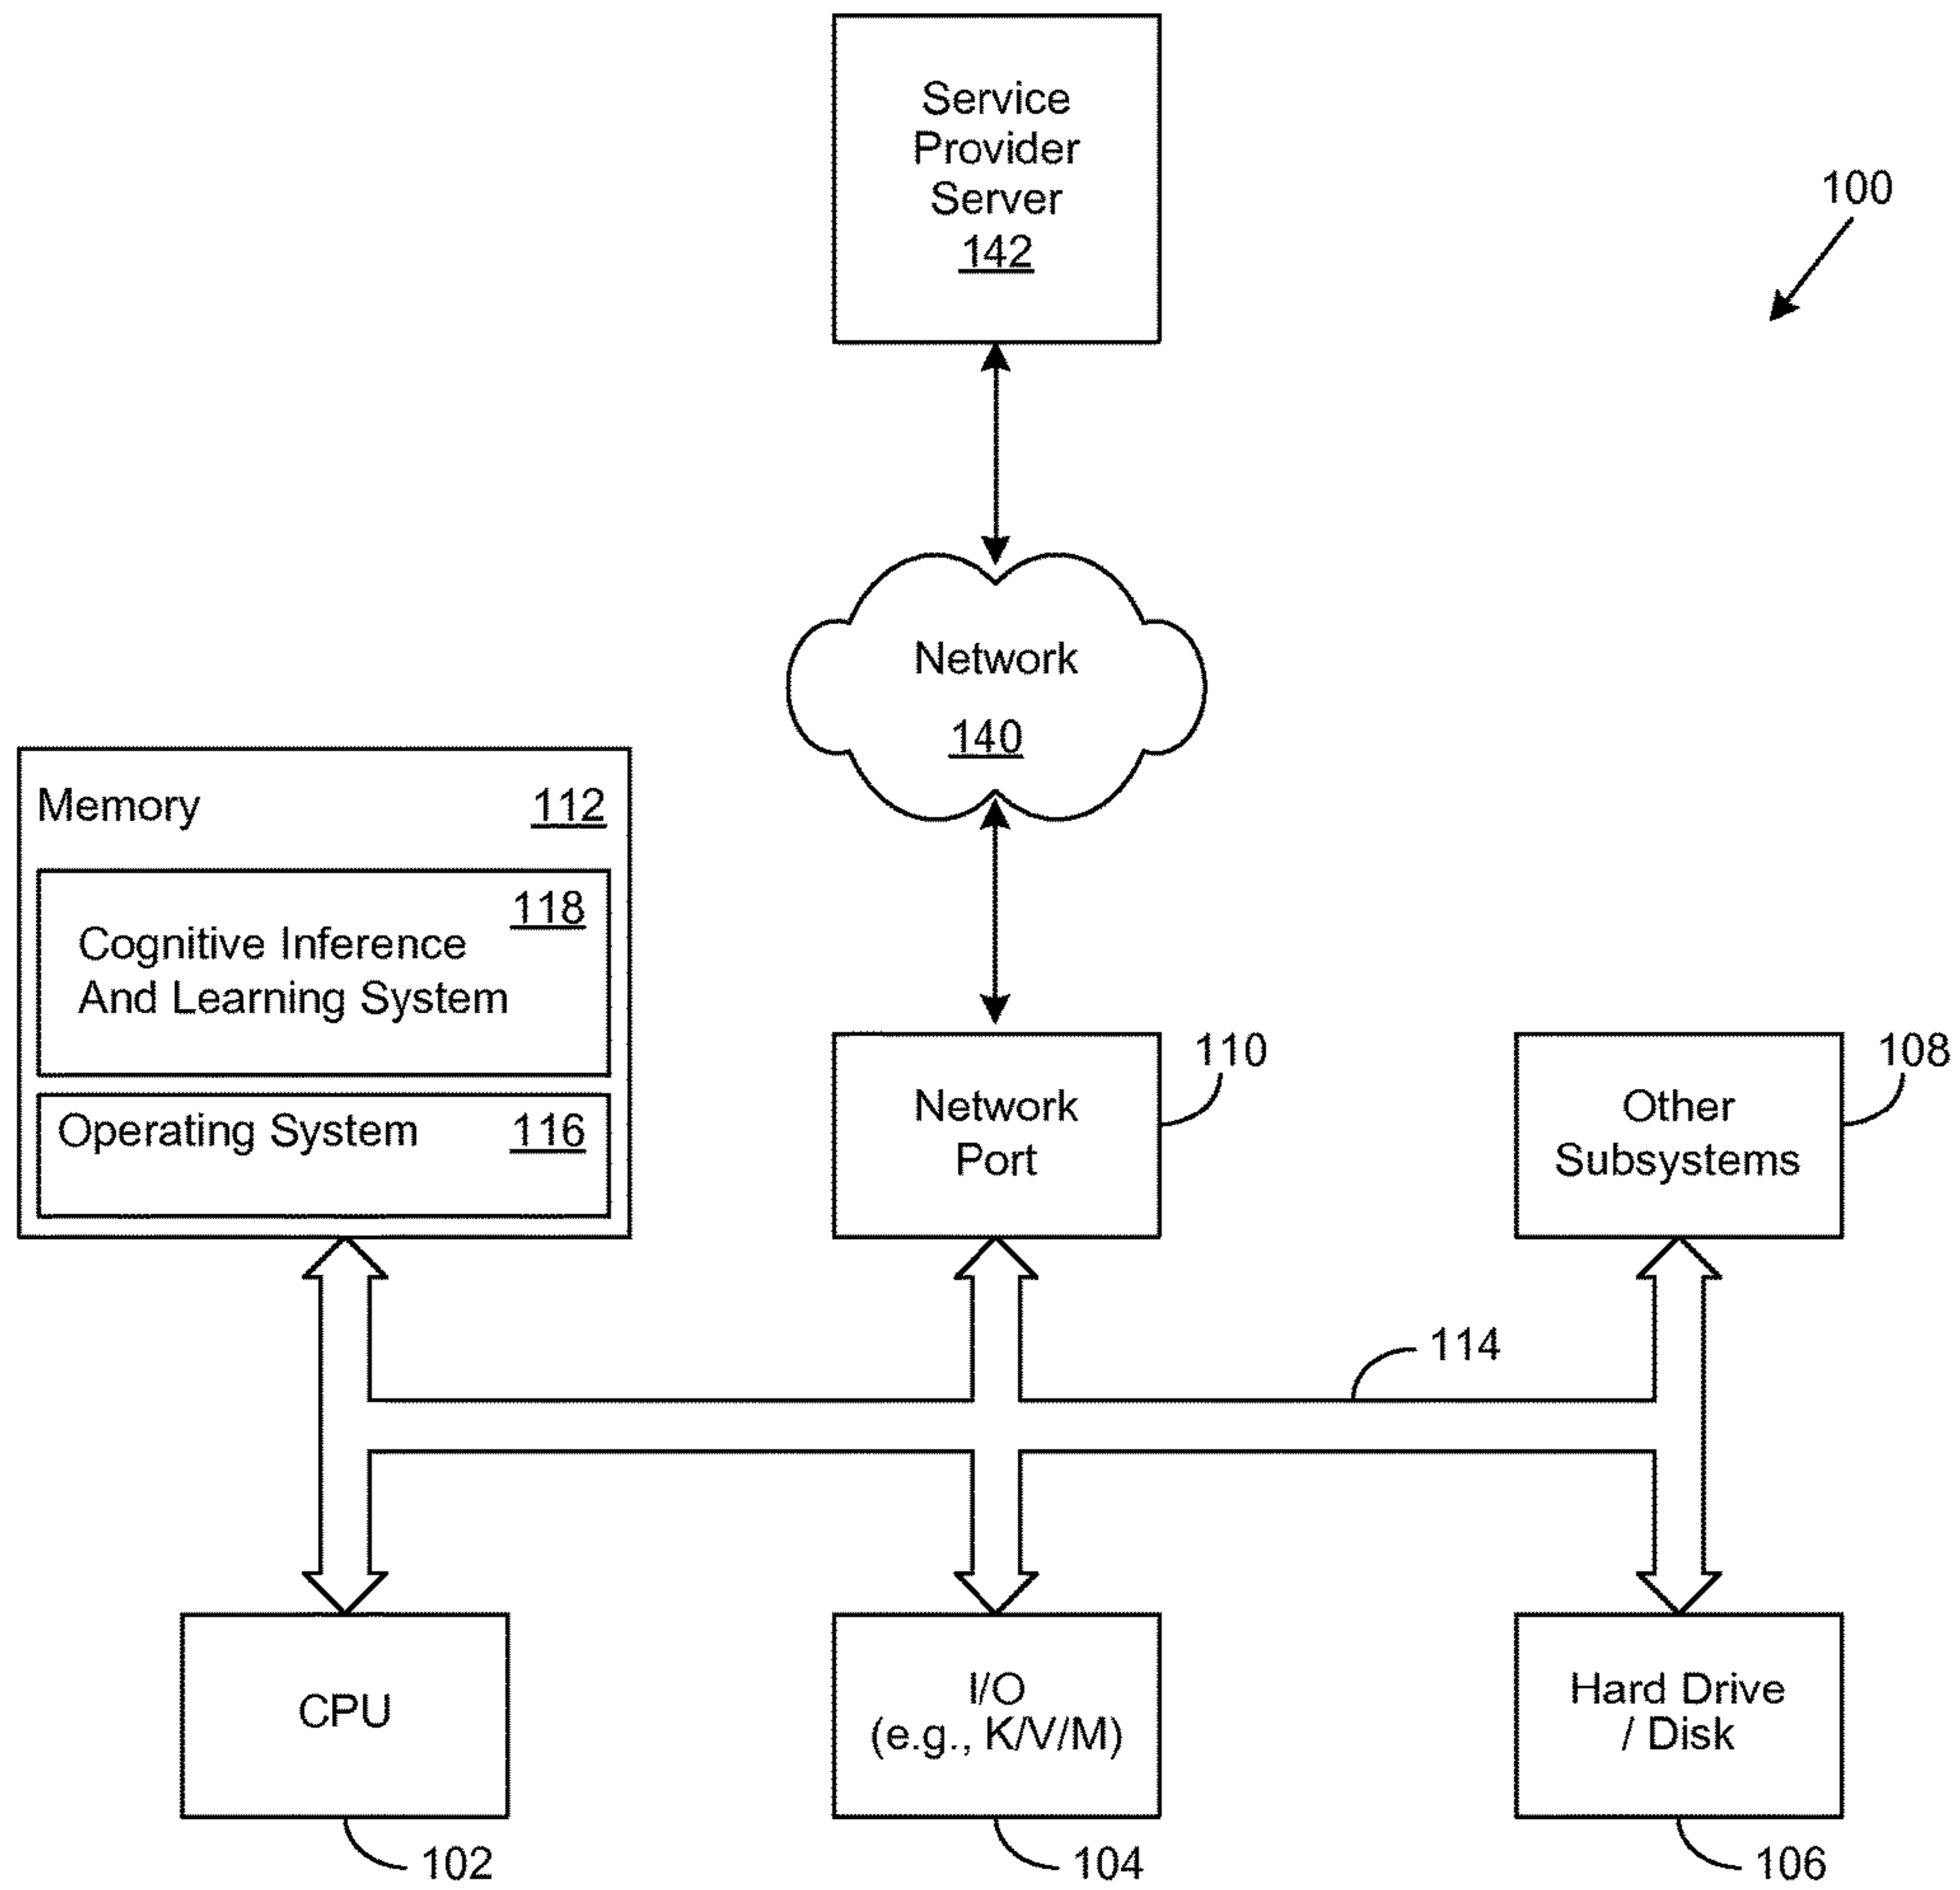 Service
Provider
Server
142
100
Network
140
Memory 112
118
Cognitive Inference
And Learning System
Operating System 116
Network
Port
110
Other
Subsystems
108
114
CPU
102
I/O
(e.g., K/V/M)
104
Hard Drive
/ Disk
106